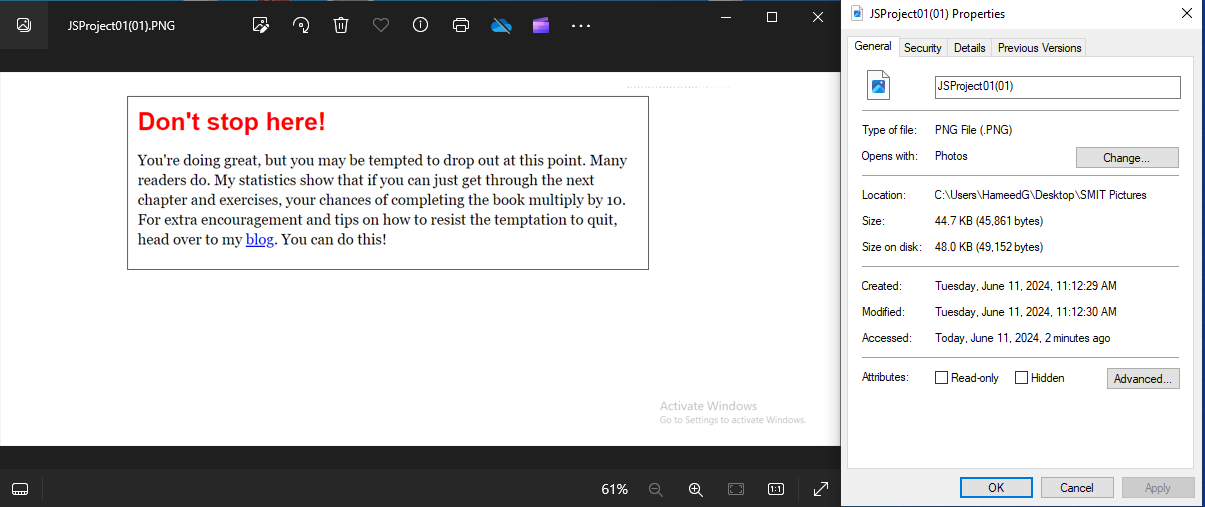 JSProject01(01).PNG
Don't stop here!
You're doing great, but you may be tempted to drop out at this point. Many
readers do. My statistics show that if you can just get through the next
chapter and exercises, your chances of completing the book multiply by 10.
For extra encouragement and tips on how to resist the temptation to quit,
head over to my blog. You can do this!
Activate Windows
Go to Settings to activate Windows.
61%
1:1
JSProject01(01) Properties
General Security Details Previous Versions
JSProject01(01)
Type of file: PNG File (.PNG)
Opens with: Photos Change...
Location: C:\Users\HameedG\Desktop\SMIT Pictures
Size: 44.7 KB (45,861 bytes)
Size on disk: 48.0 KB (49,152 bytes)
Created: Tuesday, June 11, 2024, 11:12:29 AM
Modified: Tuesday, June 11, 2024, 11:12:30 AM
Accessed: Today, June 11, 2024, 2 minutes ago
Attributes: Read-only Hidden Advanced...
OK Cancel Apply